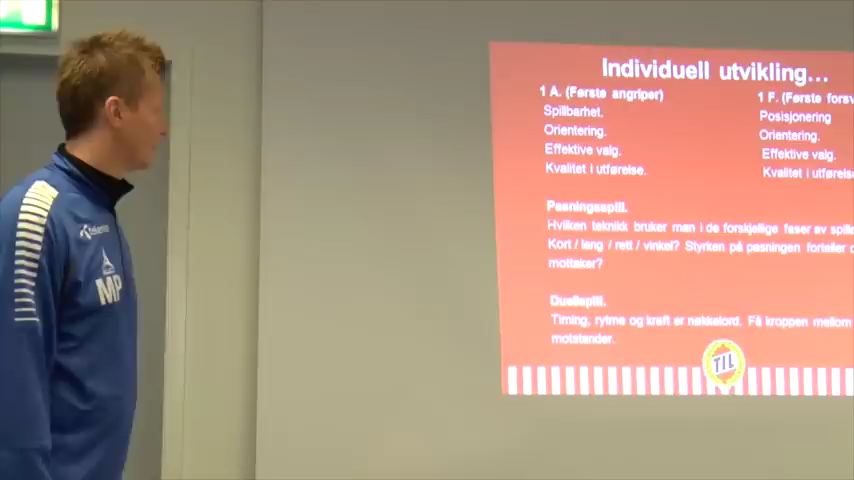 Individuell utvikling...
1 A. (Første angriper)
Spillbarhet.
Orientering.
Effektive valg.
Kvalitet i utførelse.
1 F. (Første forsv
Posisjonering
Orientering.
Effektive valg.
Kvalitet i utførelse
Pasningsspill.
Hvilken teknikk bruker man i de forskjellige faser av spille
Kort / lang / rett / vinkel? Styrken på pasningen forteller
mottaker?
Duellspill.
Timing, rytme og kraft er nøkkelord. Få kroppen mellom
motstander.
TIL
telenor
MP